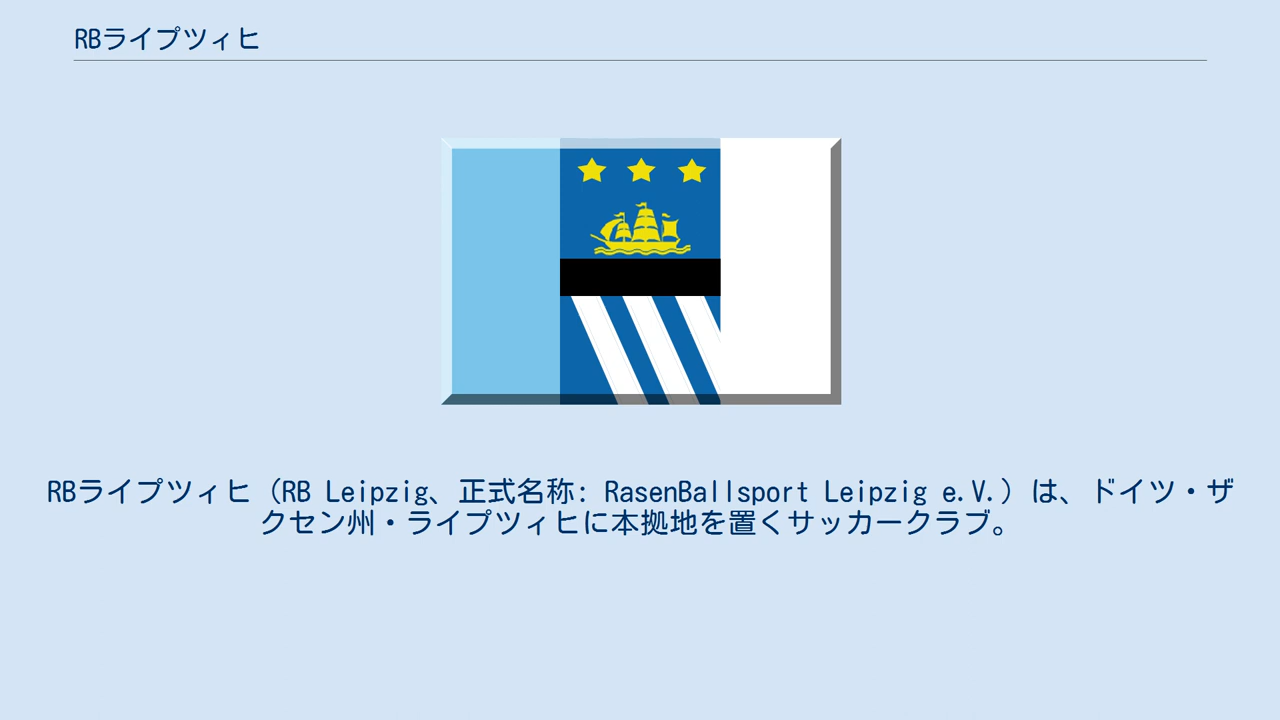 RBライプツィヒ
RBライプツィヒ（RB Leipzig、正式名称: RasenBallsport Leipzig e.V.）は、ドイツ・ザ
クセン州・ライプツィヒに本拠地を置くサッカークラブ。